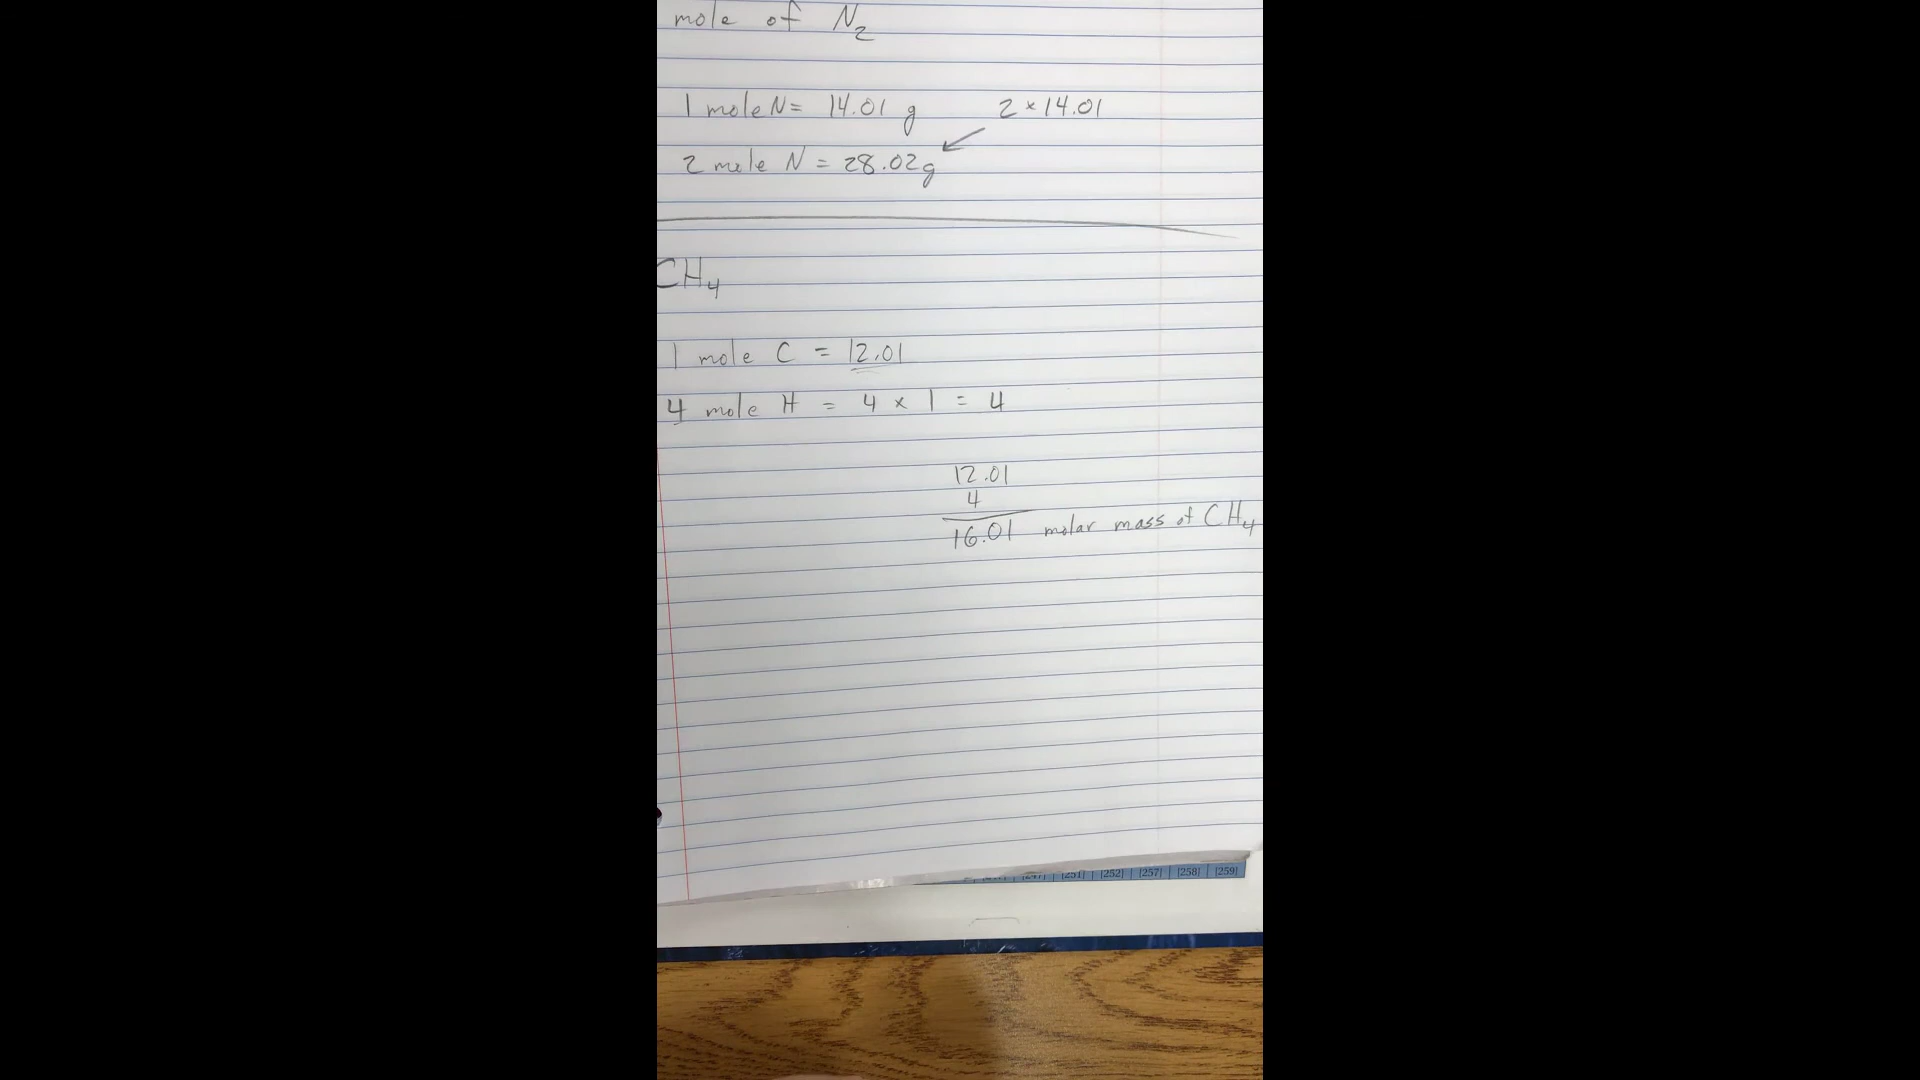 mole of N₂
1 mole N = 14.01 g 2 × 14.01
2 mole N = 28.02g
CH₄
1 mole C = 12.01
4 mole H = 4 × 1 = 4
12.01
4
16.01 molar mass of CH₄
[251] [252] [257] [258] [259]